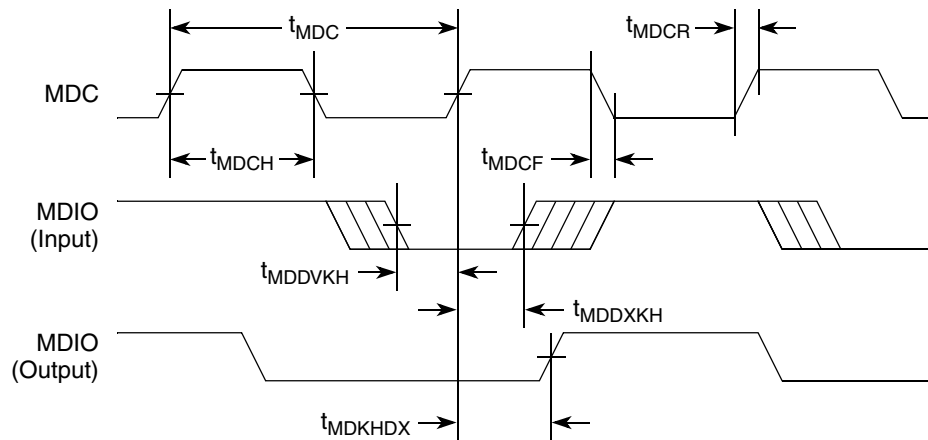 tMDC
tMDCR
MDC
tMDCH
tMDCF
MDIO
(Input)
tMDDVKH
tMDDXKH
MDIO
(Output)
tMDKHDX